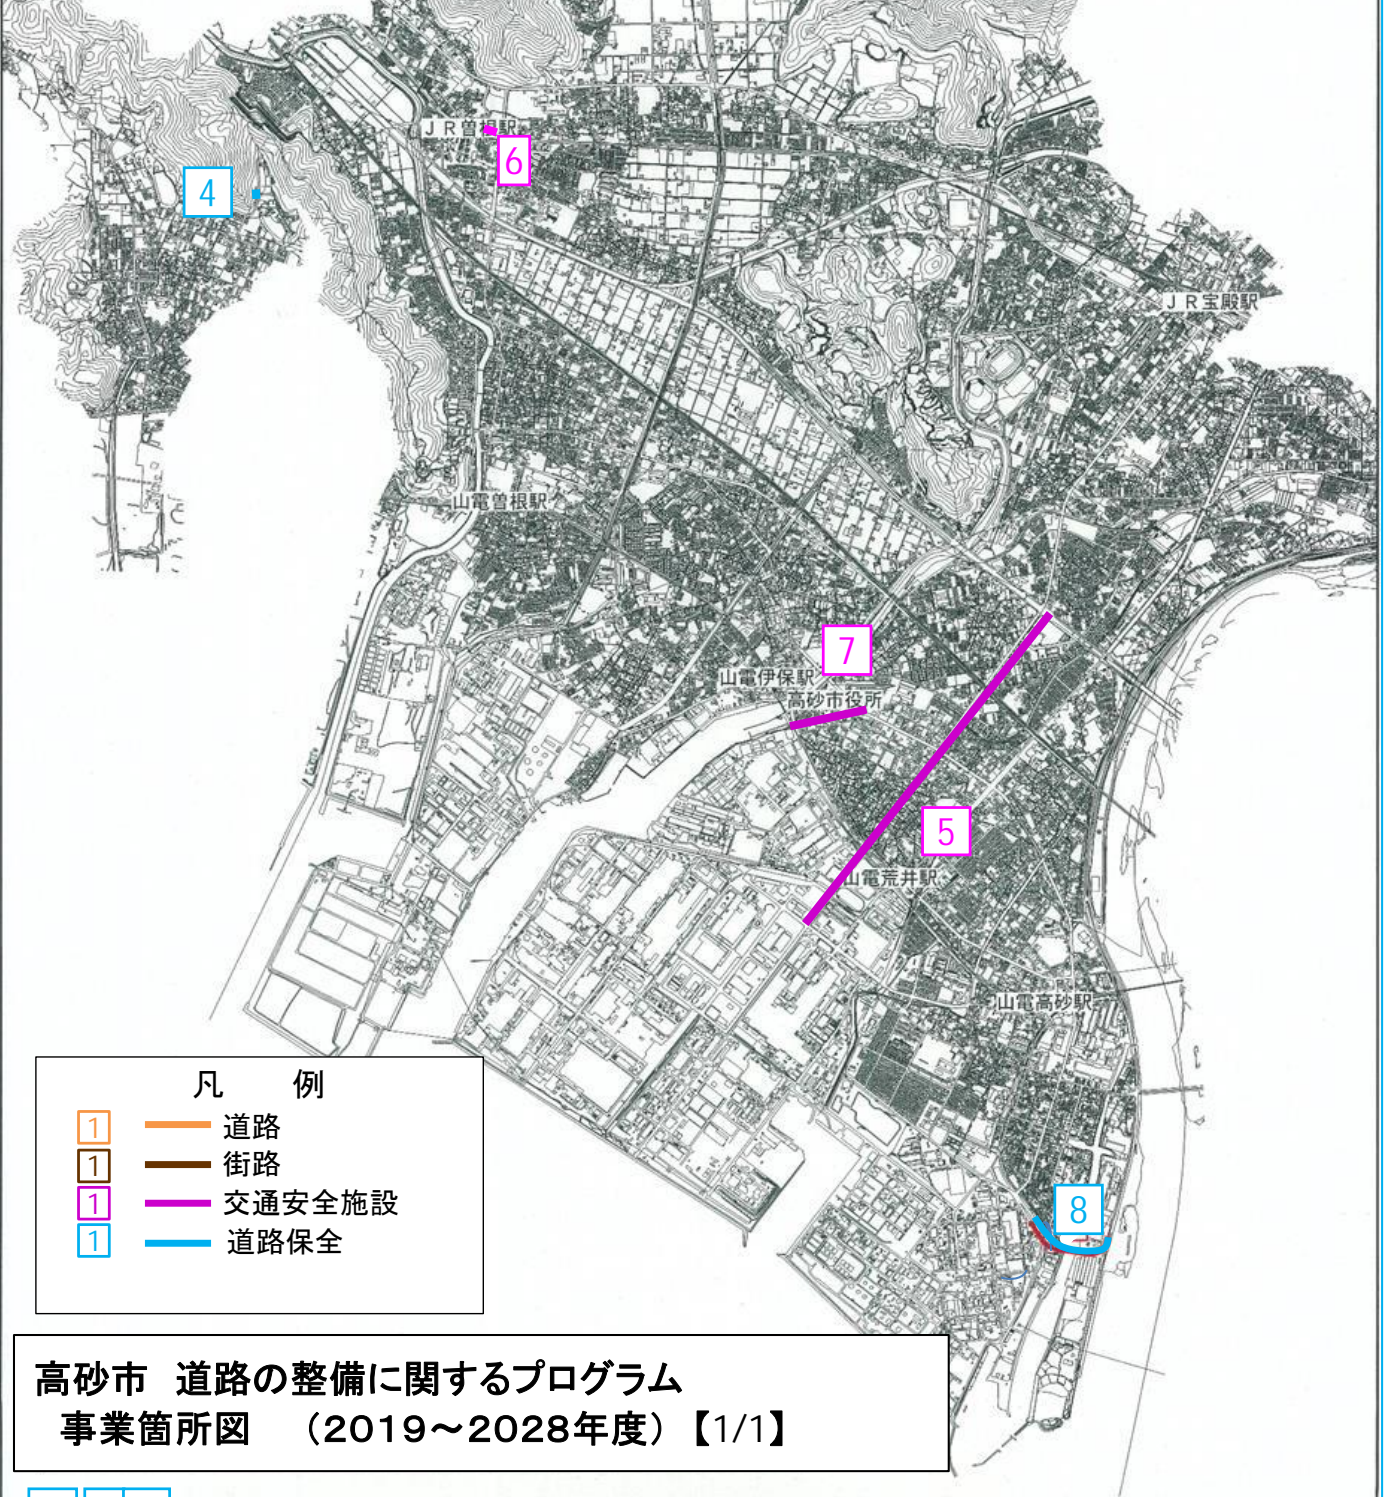 JR曽根駅
6
4
JR宝殿駅
山電曽根駅
7
山電伊保駅
高砂市役所
5
山電荒井駅
山電高砂駅
8
凡 例
1 道路
1 街路
1 交通安全施設
1 道路保全
高砂市 道路の整備に関するプログラム
事業箇所図 (2019~2028年度)【1/1】